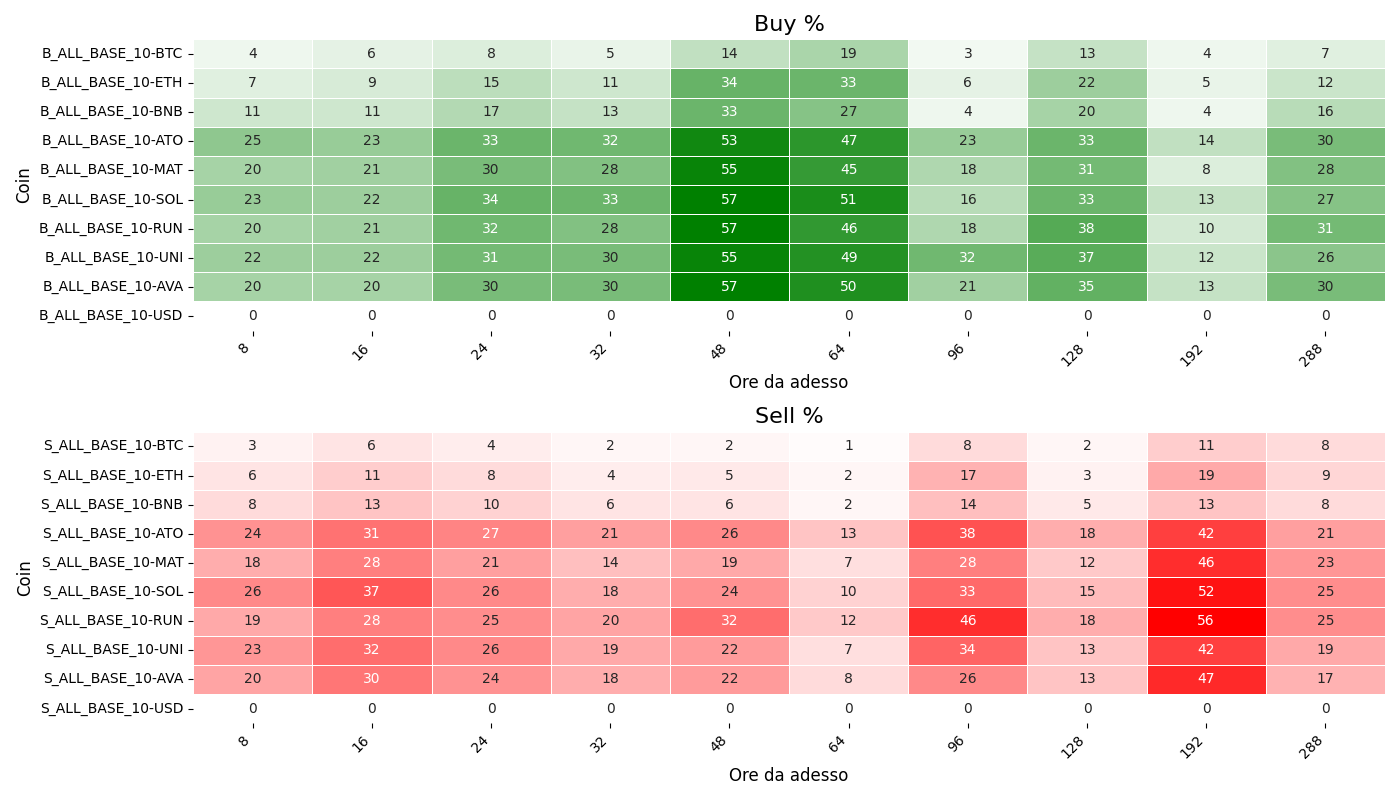 Buy %
Coin
B_ALL_BASE_10-BTC 4 6 8 5 14 19 3 13 4 7
B_ALL_BASE_10-ETH 7 9 15 11 34 33 6 22 5 12
B_ALL_BASE_10-BNB 11 11 17 13 33 27 4 20 4 16
B_ALL_BASE_10-ATO 25 23 33 32 53 47 23 33 14 30
B_ALL_BASE_10-MAT 20 21 30 28 55 45 18 31 8 28
B_ALL_BASE_10-SOL 23 22 34 33 57 51 16 33 13 27
B_ALL_BASE_10-RUN 20 21 32 28 57 46 18 38 10 31
B_ALL_BASE_10-UNI 22 22 31 30 55 49 32 37 12 26
B_ALL_BASE_10-AVA 20 20 30 30 57 50 21 35 13 30
B_ALL_BASE_10-USD 0 0 0 0 0 0 0 0 0 0
8 16 24 32 48 64 96 128 192 288
Ore da adesso
Sell %
Coin
S_ALL_BASE_10-BTC 3 6 4 2 2 1 8 2 11 8
S_ALL_BASE_10-ETH 6 11 8 4 5 2 17 3 19 9
S_ALL_BASE_10-BNB 8 13 10 6 6 2 14 5 13 8
S_ALL_BASE_10-ATO 24 31 27 21 26 13 38 18 42 21
S_ALL_BASE_10-MAT 18 28 21 14 19 7 28 12 46 23
S_ALL_BASE_10-SOL 26 37 26 18 24 10 33 15 52 25
S_ALL_BASE_10-RUN 19 28 25 20 32 12 46 18 56 25
S_ALL_BASE_10-UNI 23 32 26 19 22 7 34 13 42 19
S_ALL_BASE_10-AVA 20 30 24 18 22 8 26 13 47 17
S_ALL_BASE_10-USD 0 0 0 0 0 0 0 0 0 0
8 16 24 32 48 64 96 128 192 288
Ore da adesso